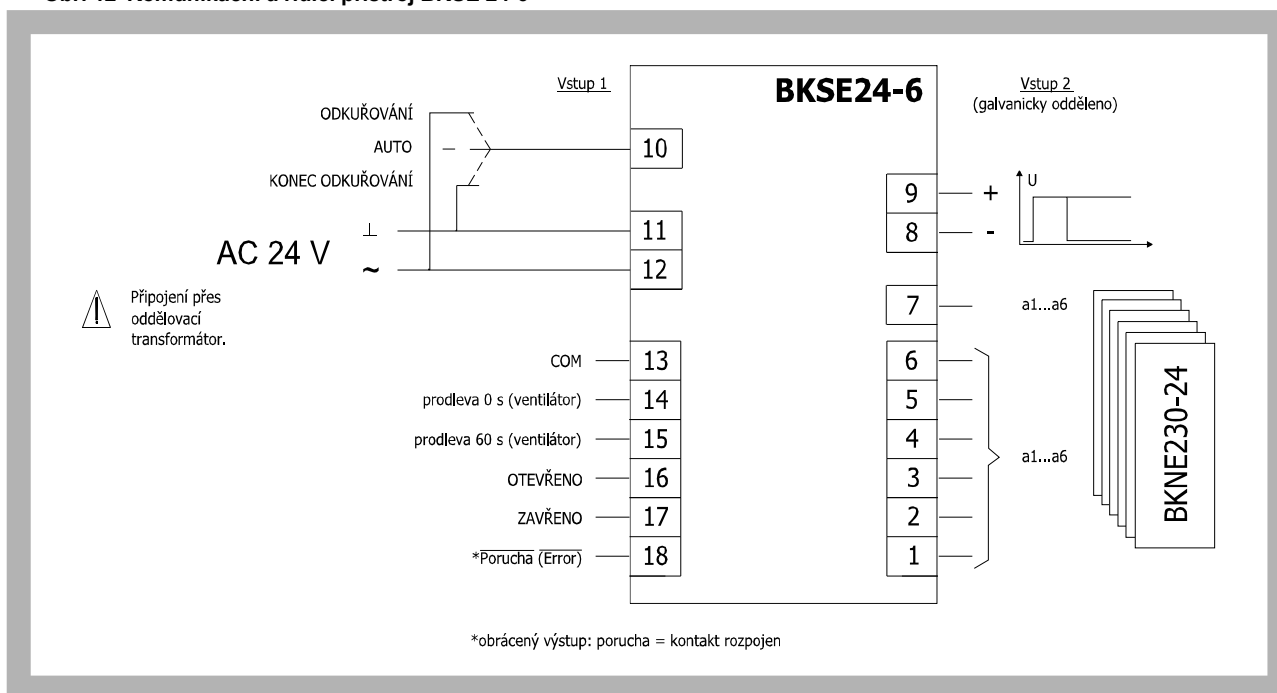 Vstup 1
BKSE24-6
Vstup 2
(galvanicky odděleno)
ODKUŘOVÁNÍ
AUTO
KONEC ODKUŘOVÁNÍ
10
9
+
U
8
-
⊥
11
AC 24 V
~
12
Připojení přes
oddělovací
transformátor.
7
a1...a6
COM
13
6
prodleva 0 s (ventilátor)
14
5
prodleva 60 s (ventilátor)
15
4
a1...a6
OTEVŘENO
16
3
ZAVŘENO
17
2
*Porucha (Error)
18
1
BKNE230-24
*obrácený výstup: porucha = kontakt rozpojen